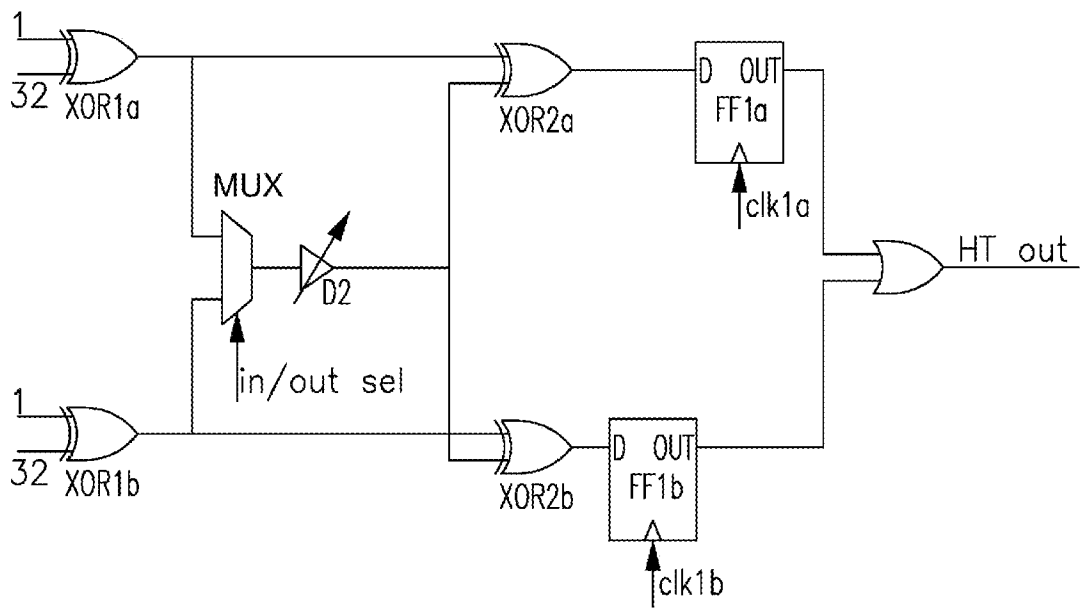 1
32
XOR1a
XOR2a
D OUT
FF1a
clk1a
MUX
D2
in/out sel
HT out
1
32
XOR1b
XOR2b
D OUT
FF1b
clk1b